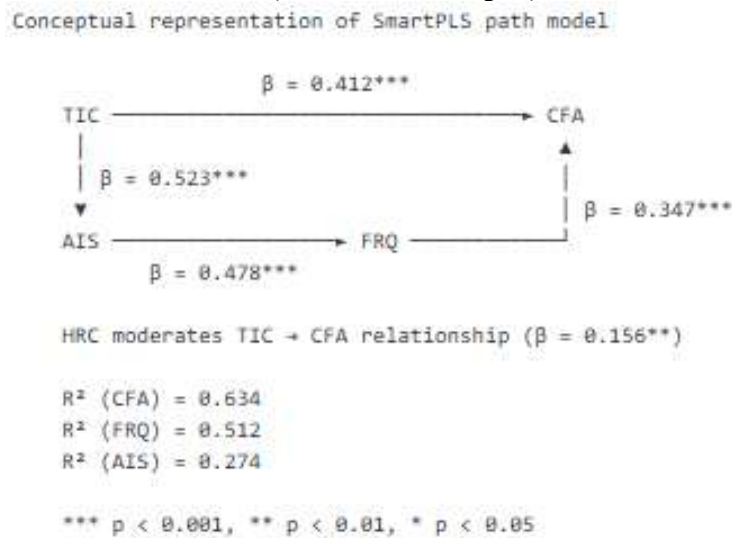 Conceptual representation of SmartPLS path model
β = 0.412***
TIC CFA
β = 0.523***
β = 0.347***
AIS FRQ
β = 0.478***
HRC moderates TIC → CFA relationship (β = 0.156**)
R² (CFA) = 0.634
R² (FRQ) = 0.512
R² (AIS) = 0.274
*** p < 0.001, ** p < 0.01, * p < 0.05